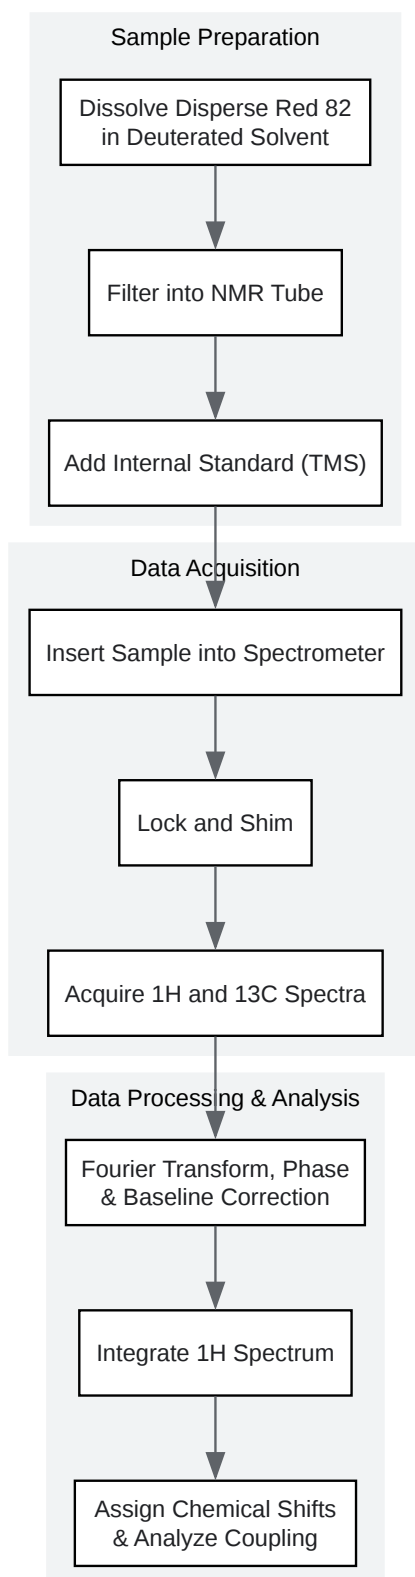 Sample Preparation
Dissolve Disperse Red 82
in Deuterated Solvent
Filter into NMR Tube
Add Internal Standard (TMS)
Data Acquisition
Insert Sample into Spectrometer
Lock and Shim
Acquire 1H and 13C Spectra
Data Processing & Analysis
Fourier Transform, Phase
& Baseline Correction
Integrate 1H Spectrum
Assign Chemical Shifts
& Analyze Coupling